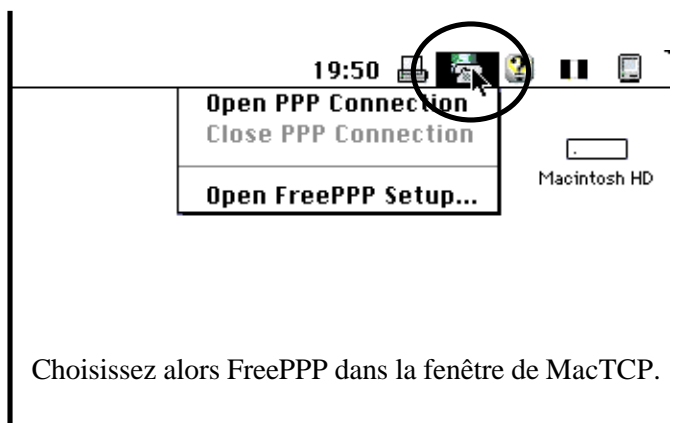 19:50
Open PPP Connection
Close PPP Connection
Open FreePPP Setup...
Macintosh HD
Choisissez alors FreePPP dans la fenêtre de MacTCP.